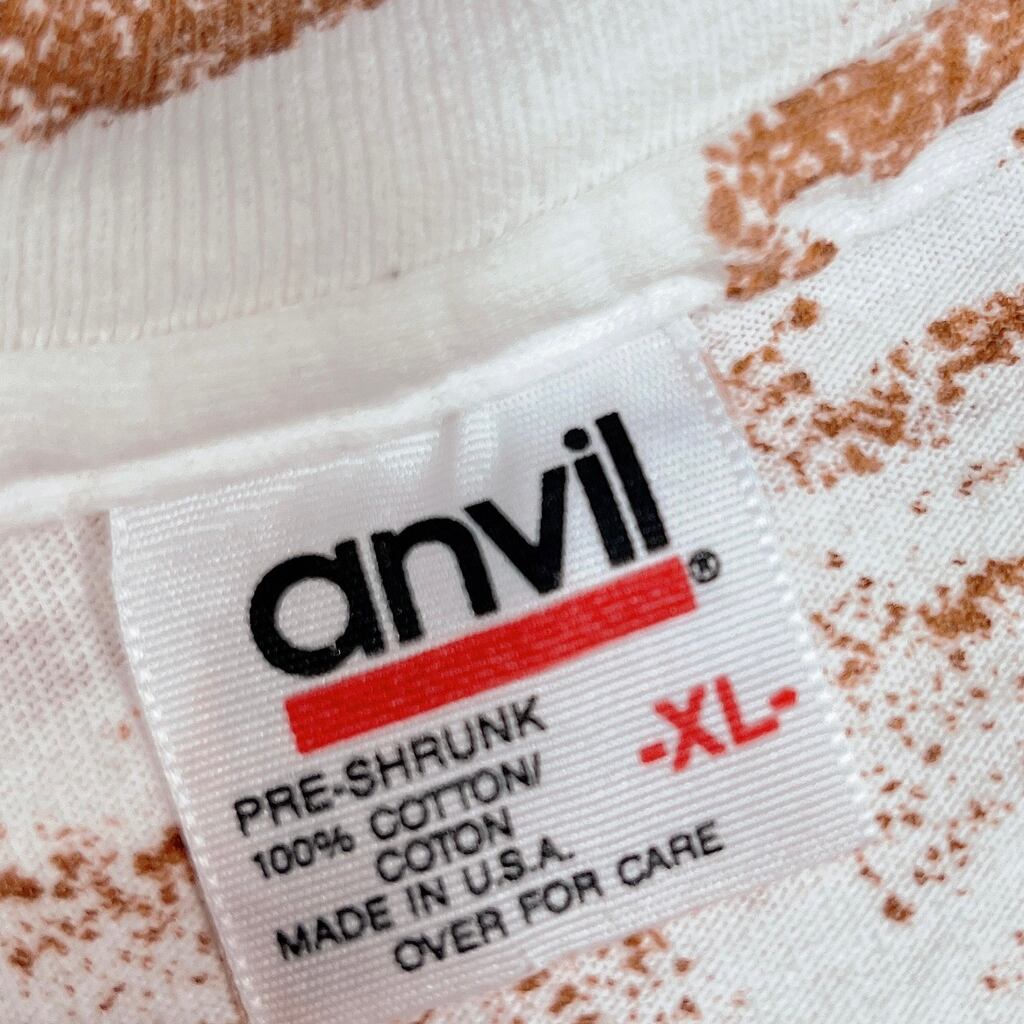 anvil®
PRE-SHRUNK
-XL-
100% COTTON/
COTON
MADE IN U.S.A.
OVER FOR CARE